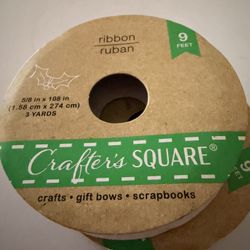 ribbon
ruban
9
FEET
5/8 in x 108 in
(1.58 cm x 274 cm)
3 YARDS
Crafter's SQUARE®
crafts • gift bows • scrapbooks
9